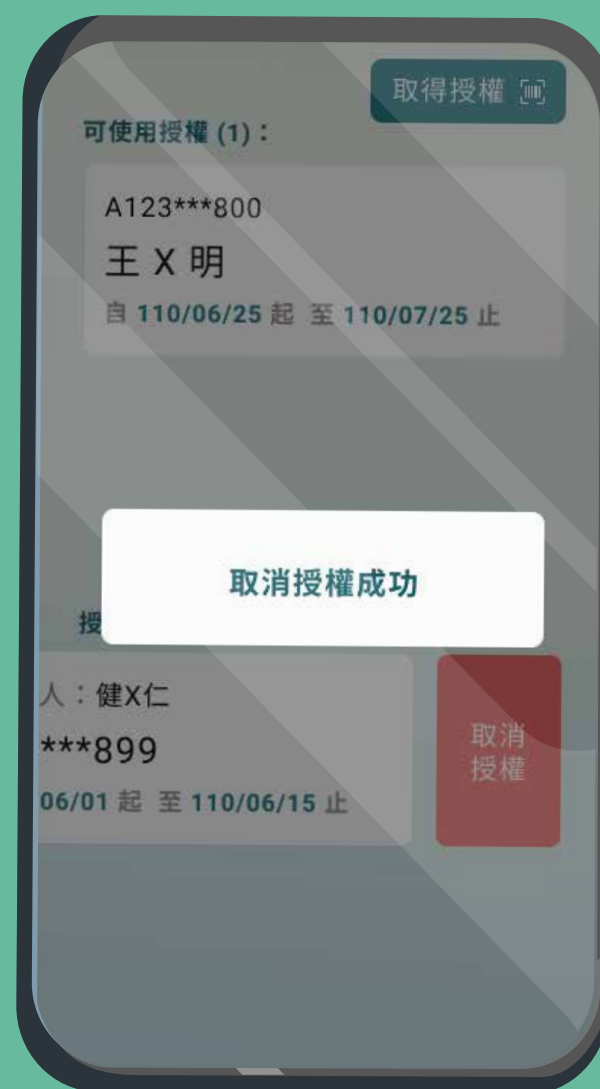 取得授權
可使用授權 (1)：
A123***800
王 X 明
自 110/06/25 起 至 110/07/25 止
取消授權成功
授
人：健X仁
***899
06/01 起 至 110/06/15 止
取消
授權